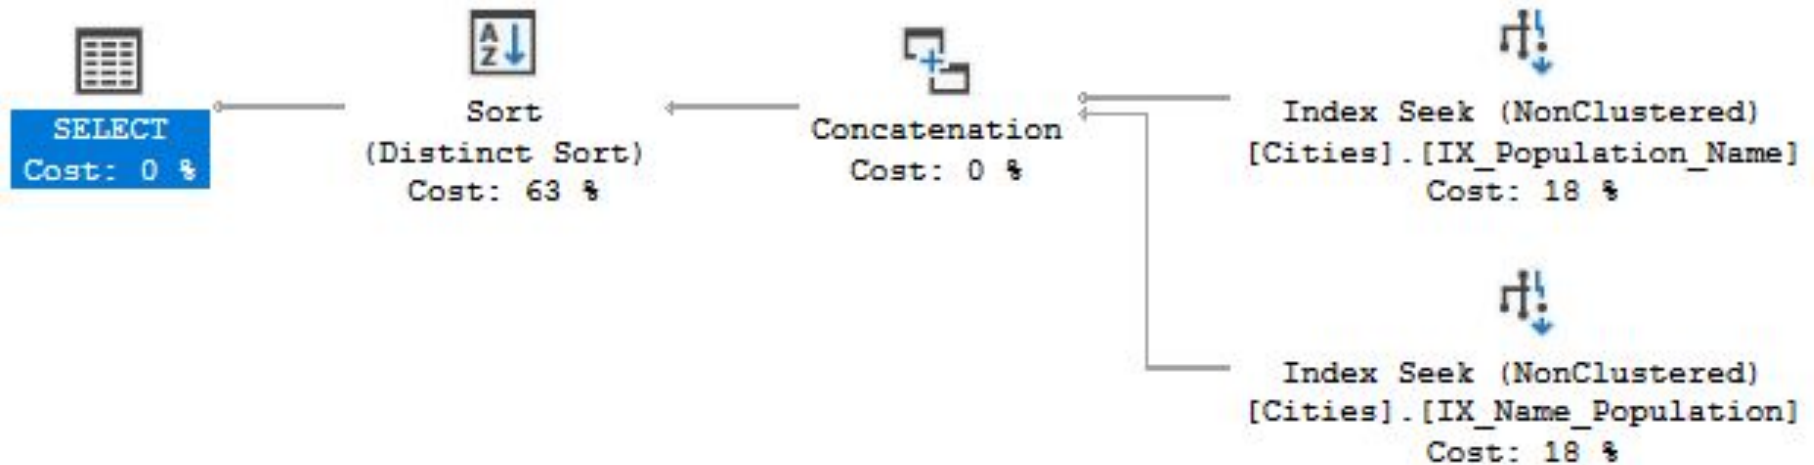 A
Z
SELECT
Cost: 0 %
Sort
(Distinct Sort)
Cost: 63 %
Concatenation
Cost: 0 %
Index Seek (NonClustered)
[Cities].[IX_Population_Name]
Cost: 18 %
Index Seek (NonClustered)
[Cities].[IX_Name_Population]
Cost: 18 %